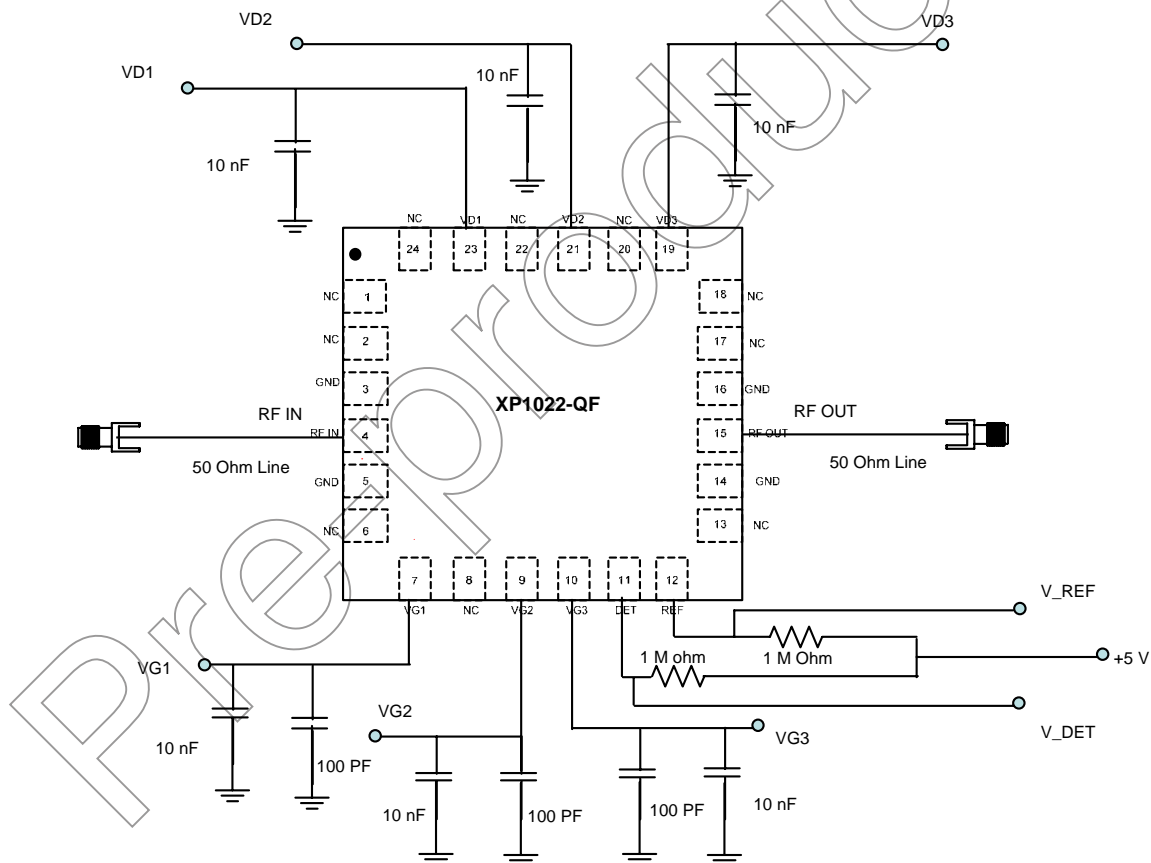 VD2
VD3
VD1
10 nF
10 nF
10 nF
NC
VD1
NC
VD2
NC
VD3
24
23
22
21
20
19
NC
1
18
NC
NC
2
17
NC
GND
3
16
GND
XP1022-QF
RF IN
RF OUT
RF IN
4
15
RF OUT
50 Ohm Line
50 Ohm Line
GND
5
14
GND
NC
6
13
NC
7
8
9
10
11
12
VG1
NC
VG2
VG3
DET
REF
V_REF
1 M ohm
1 M Ohm
+5 V
VG1
VG2
VG3
V_DET
10 nF
100 PF
10 nF
100 PF
100 PF
10 nF
Pre-produc